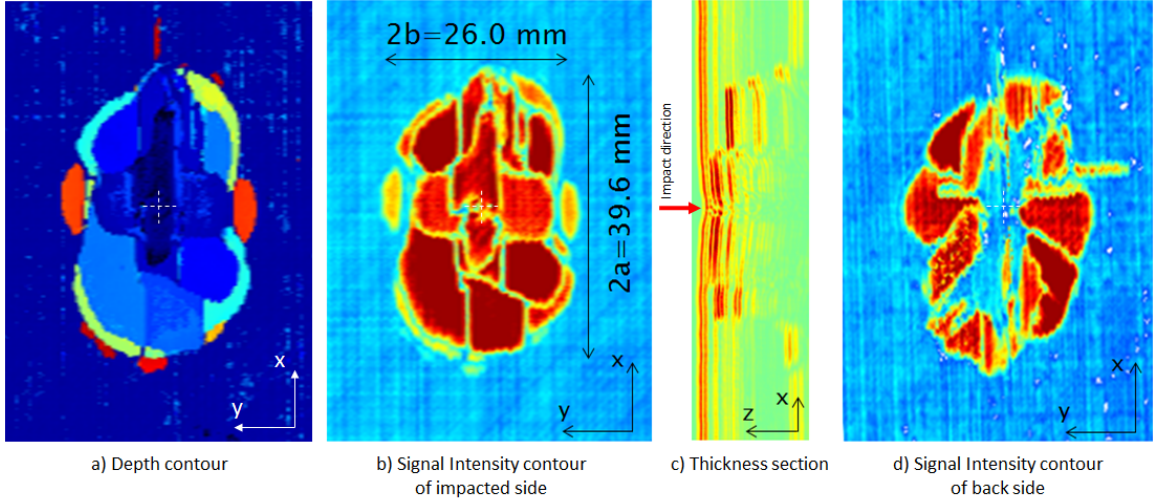 2b=26.0 mm
2a=39.6 mm
Impact direction
x
y
x
y
x
z
x
y
a) Depth contour
b) Signal Intensity contour
of impacted side
c) Thickness section
d) Signal Intensity contour
of back side